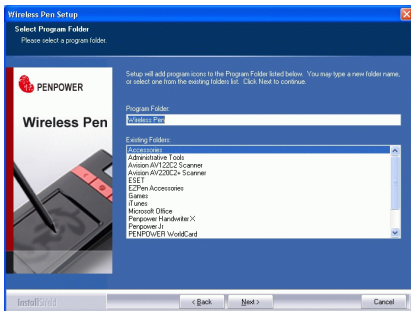 Wireless Pen Setup
Select Program Folder
Please select a program folder.
PENPOWER
Wireless Pen
Setup will add program icons to the Program Folder listed below. You may type a new folder name,
or select one from the existing folders list. Click Next to continue.
Program Folder:
Wireless Pen
Existing Folders:
Accessories
Administrative Tools
Avision AV122C2 Scanner
Avision AV220C2+ Scanner
ESET
EZPen Accessories
Games
iTunes
Microsoft Office
Penpower Handwriter X
Penpower Jr
PENPOWER WorldCard
InstallShield
< Back
Next >
Cancel